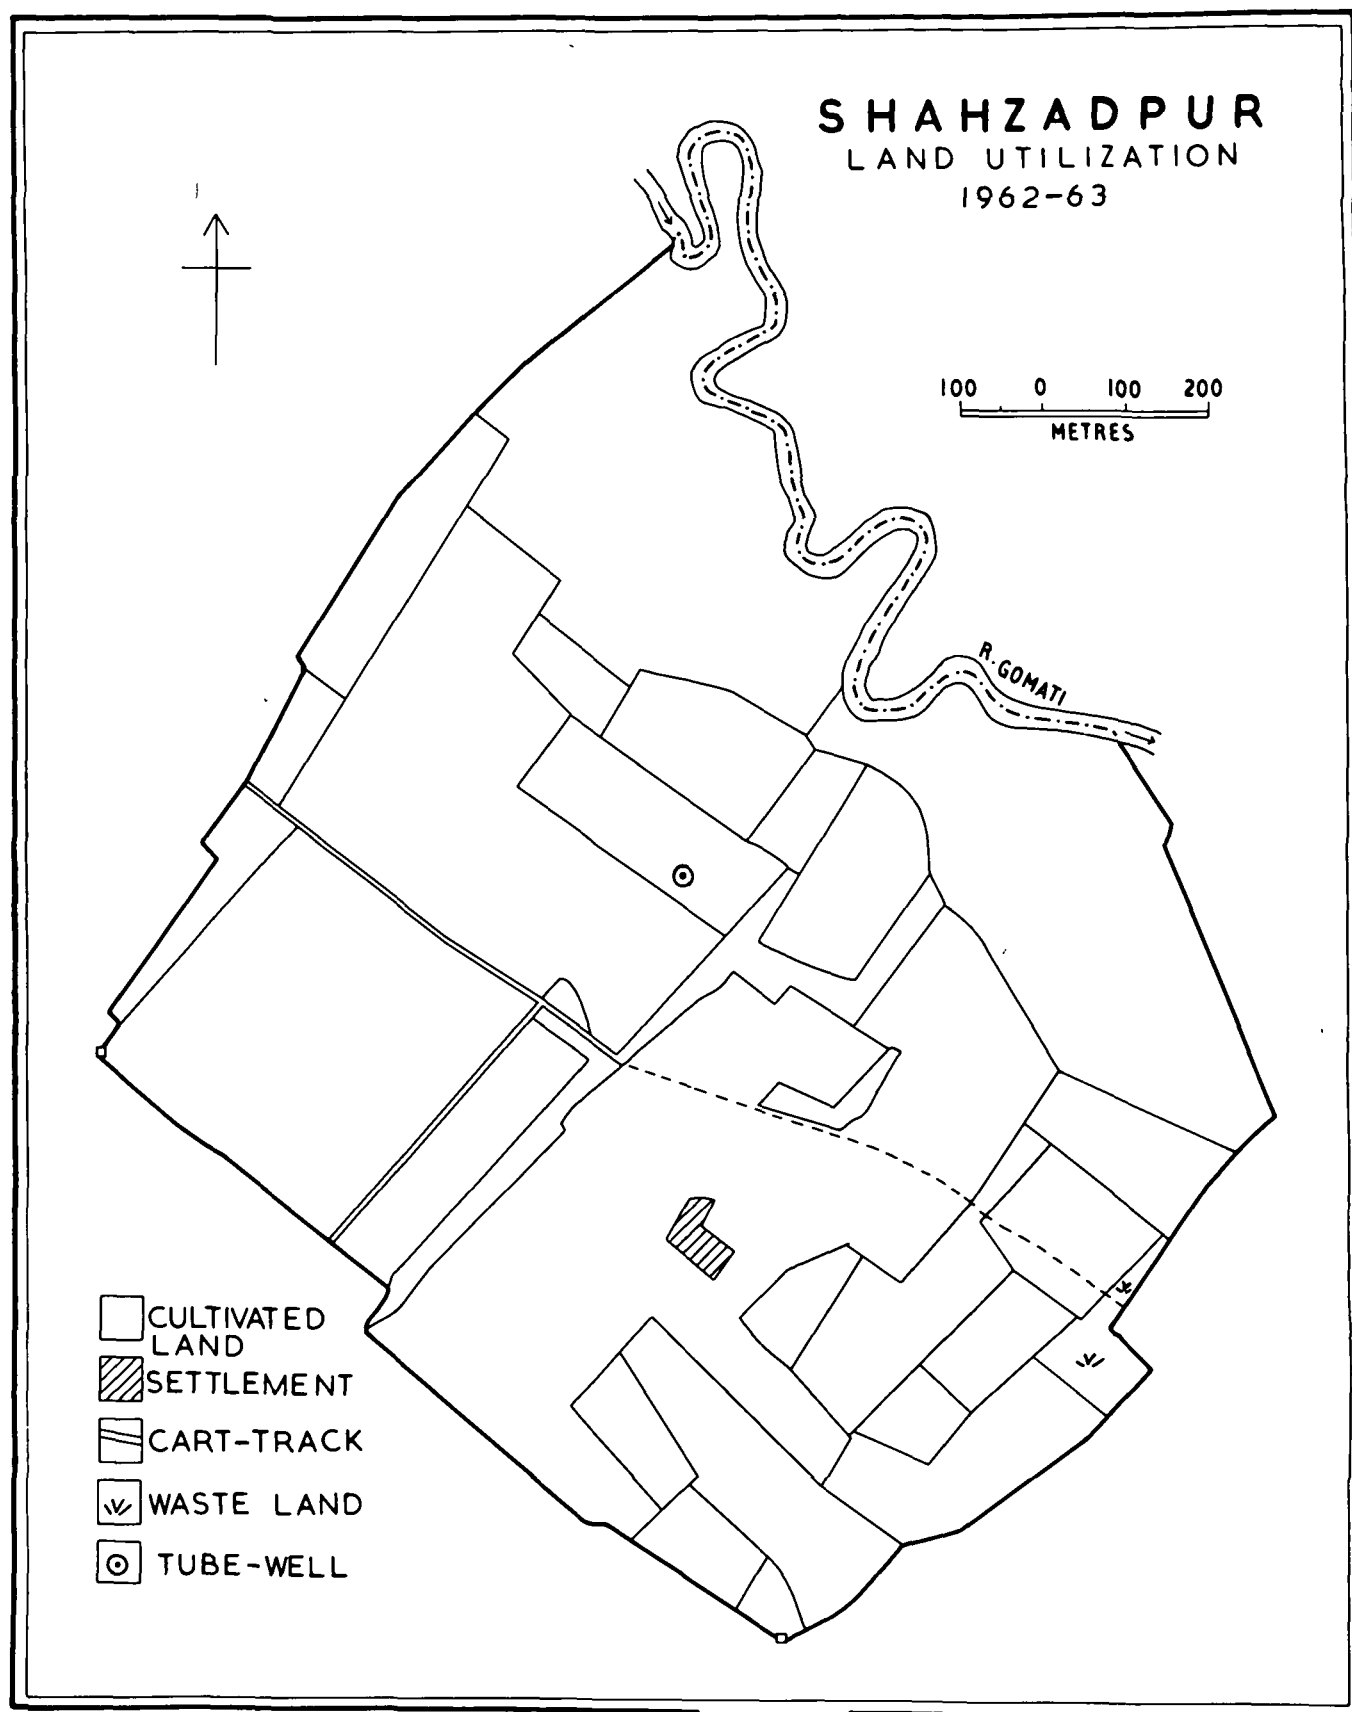 SHAHZADPUR
LAND UTILIZATION
1962-63
100 0 100 200
METRES
R. GOMATI
CULTIVATED
LAND
SETTLEMENT
CART-TRACK
WASTE LAND
TUBE-WELL